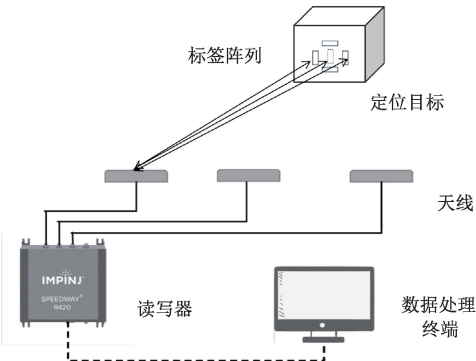 标签阵列
定位目标
天线
IMPINJ
SPEEDWAY®
R420
读写器
数据处理
终端